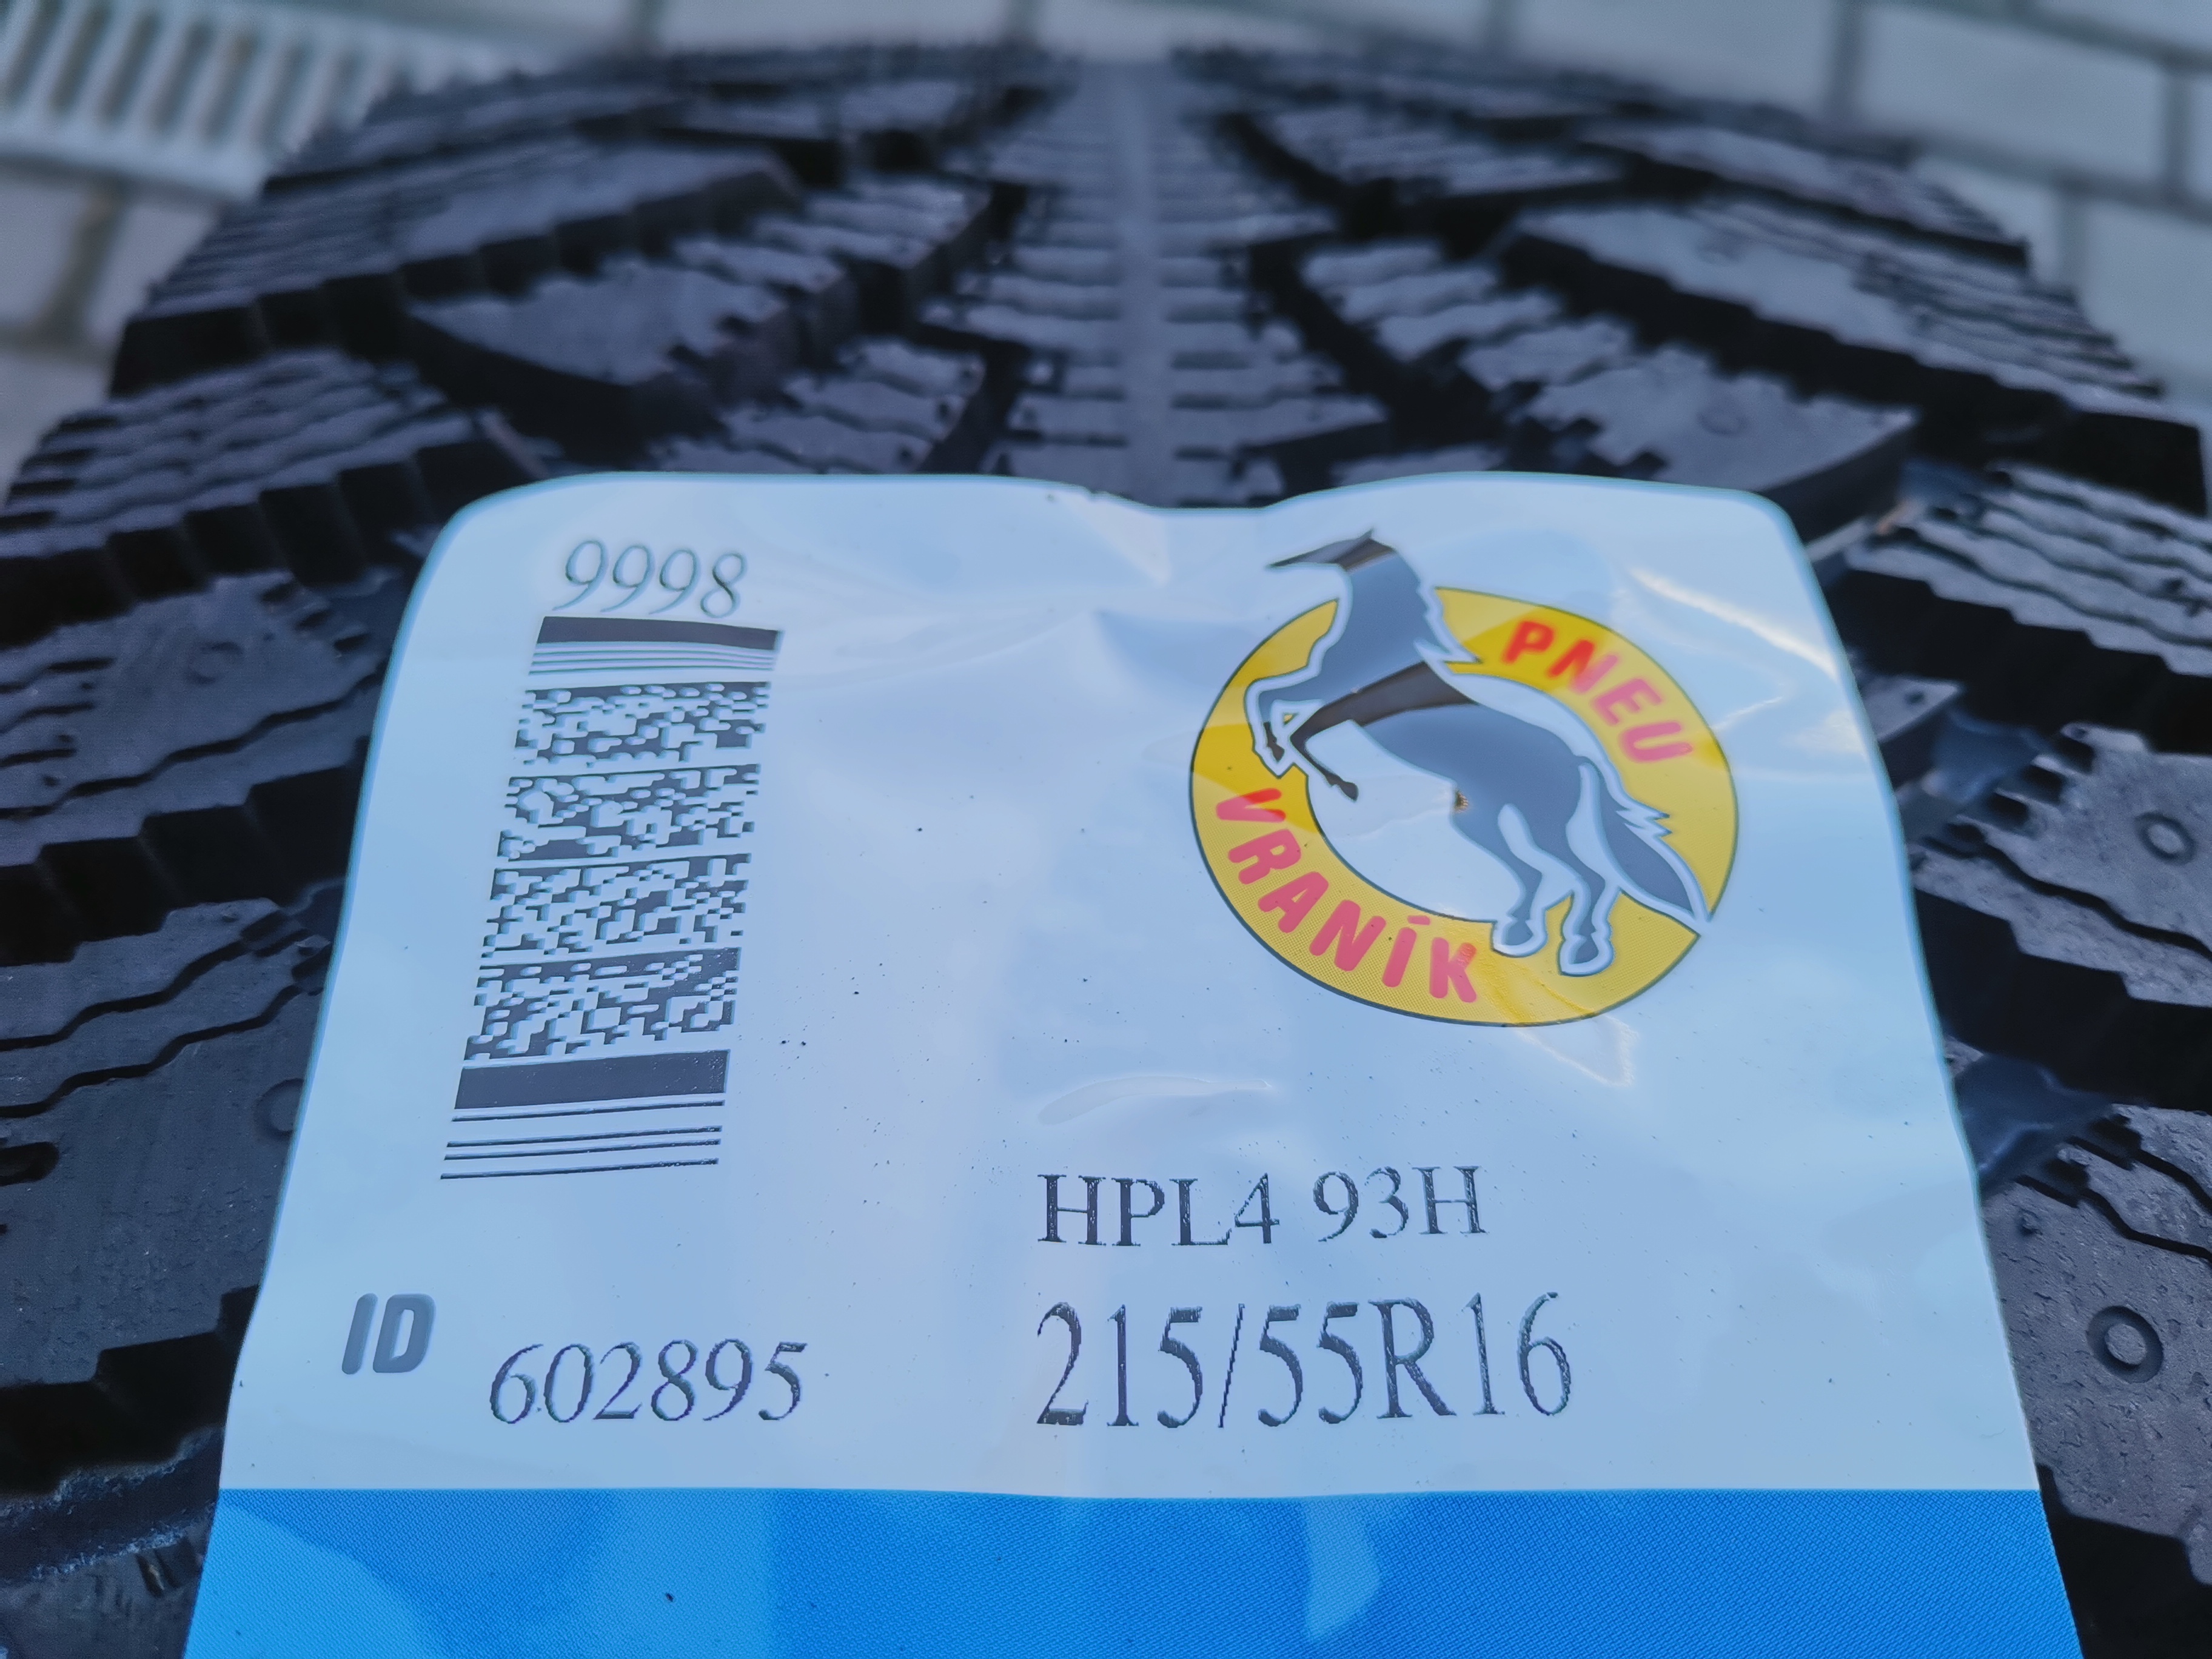 9998
PNEU
VRANÍK
HPL4 93H
ID 602895
215/55R16